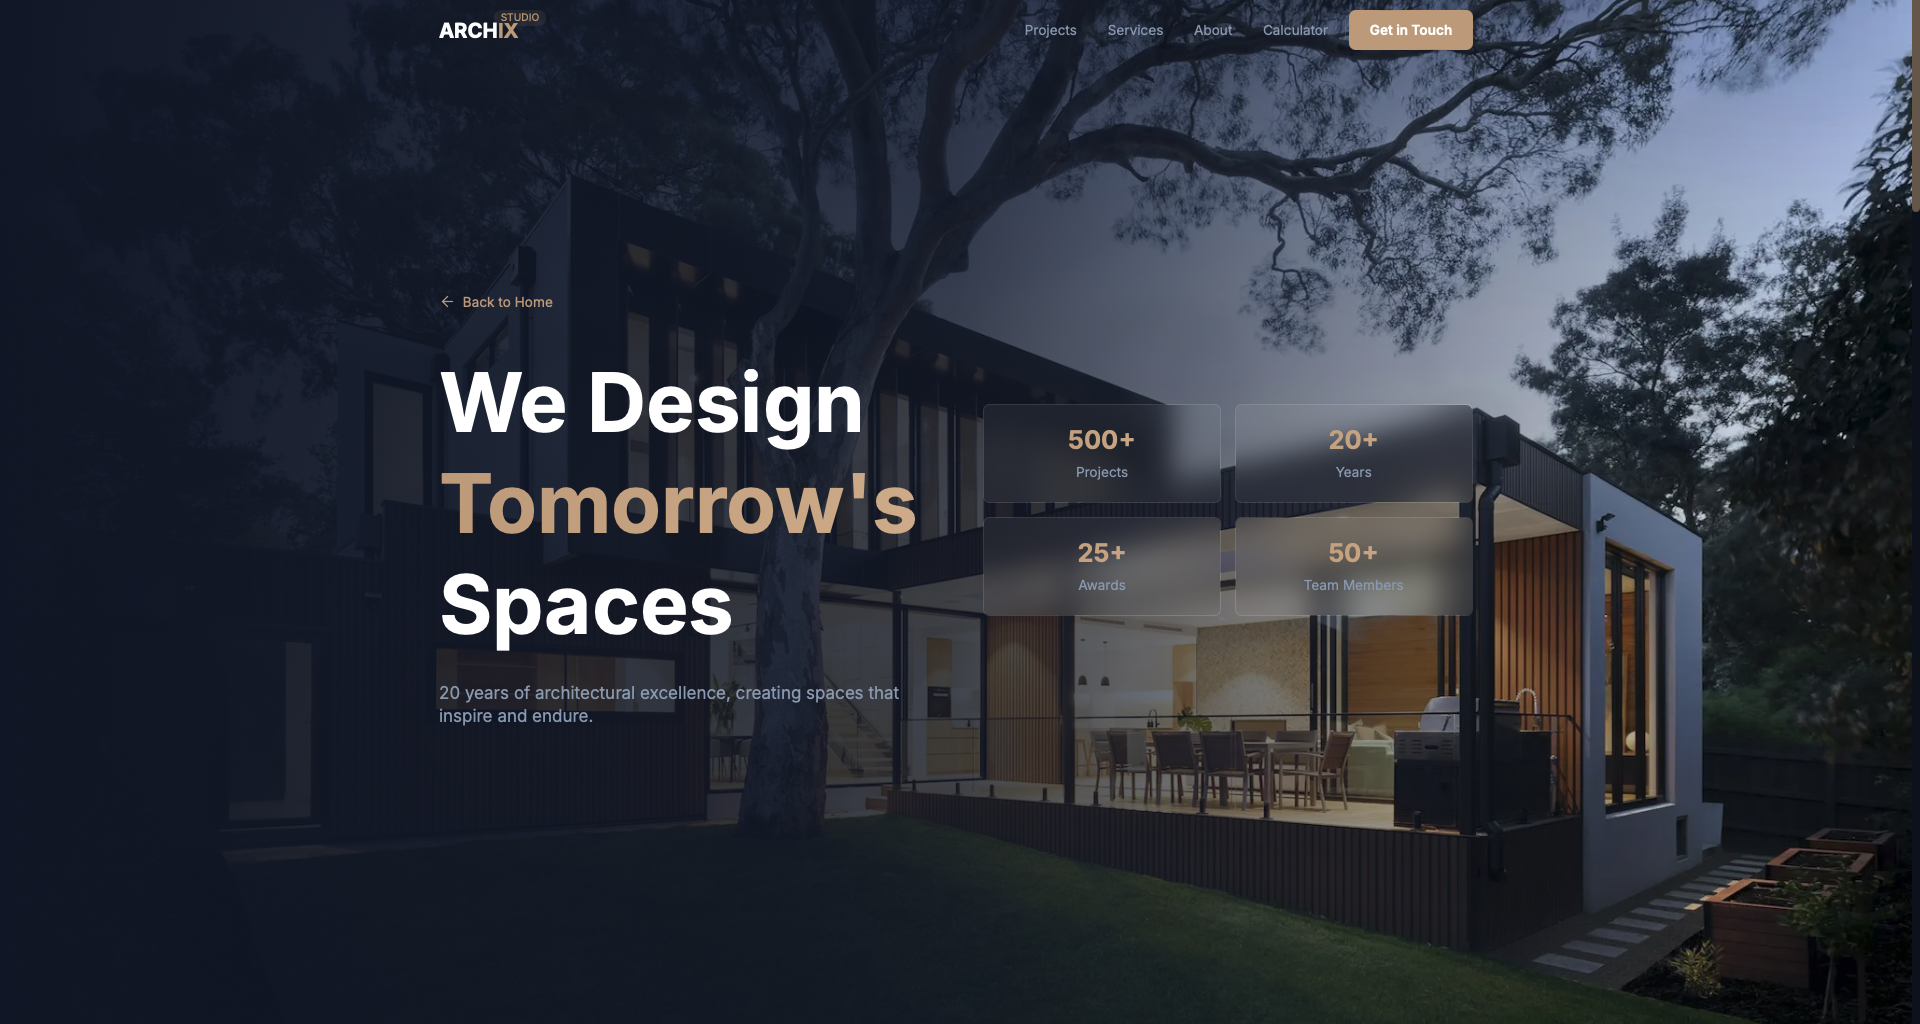 STUDIO
ARCHIX
Projects
Services
About
Calculator
Get in Touch
Back to Home
We Design
Tomorrow's
Spaces
20 years of architectural excellence, creating spaces that
inspire and endure.
500+
Projects
20+
Years
25+
Awards
50+
Team Members